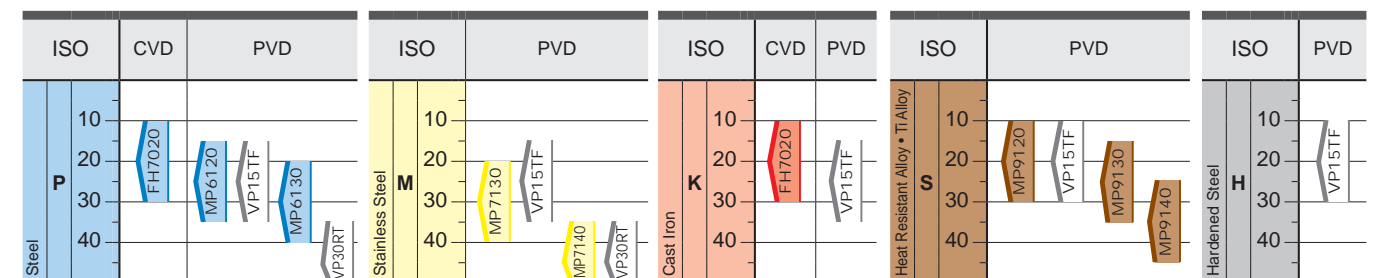 ISO CVD PVD
10
20
30
40
P
Steel
FH7020
MP6120
VP15TF
MP6130
VP30RT
ISO PVD
10
20
30
40
M
Stainless Steel
MP7130
VP15TF
MP7140
VP30RT
ISO CVD PVD
10
20
30
40
K
Cast Iron
FH7020
VP15TF
ISO PVD
10
20
30
40
S
Heat Resistant Alloy • Ti Alloy
MP9120
VP15TF
MP9130
MP9140
ISO PVD
10
20
30
40
H
Hardened Steel
VP15TF